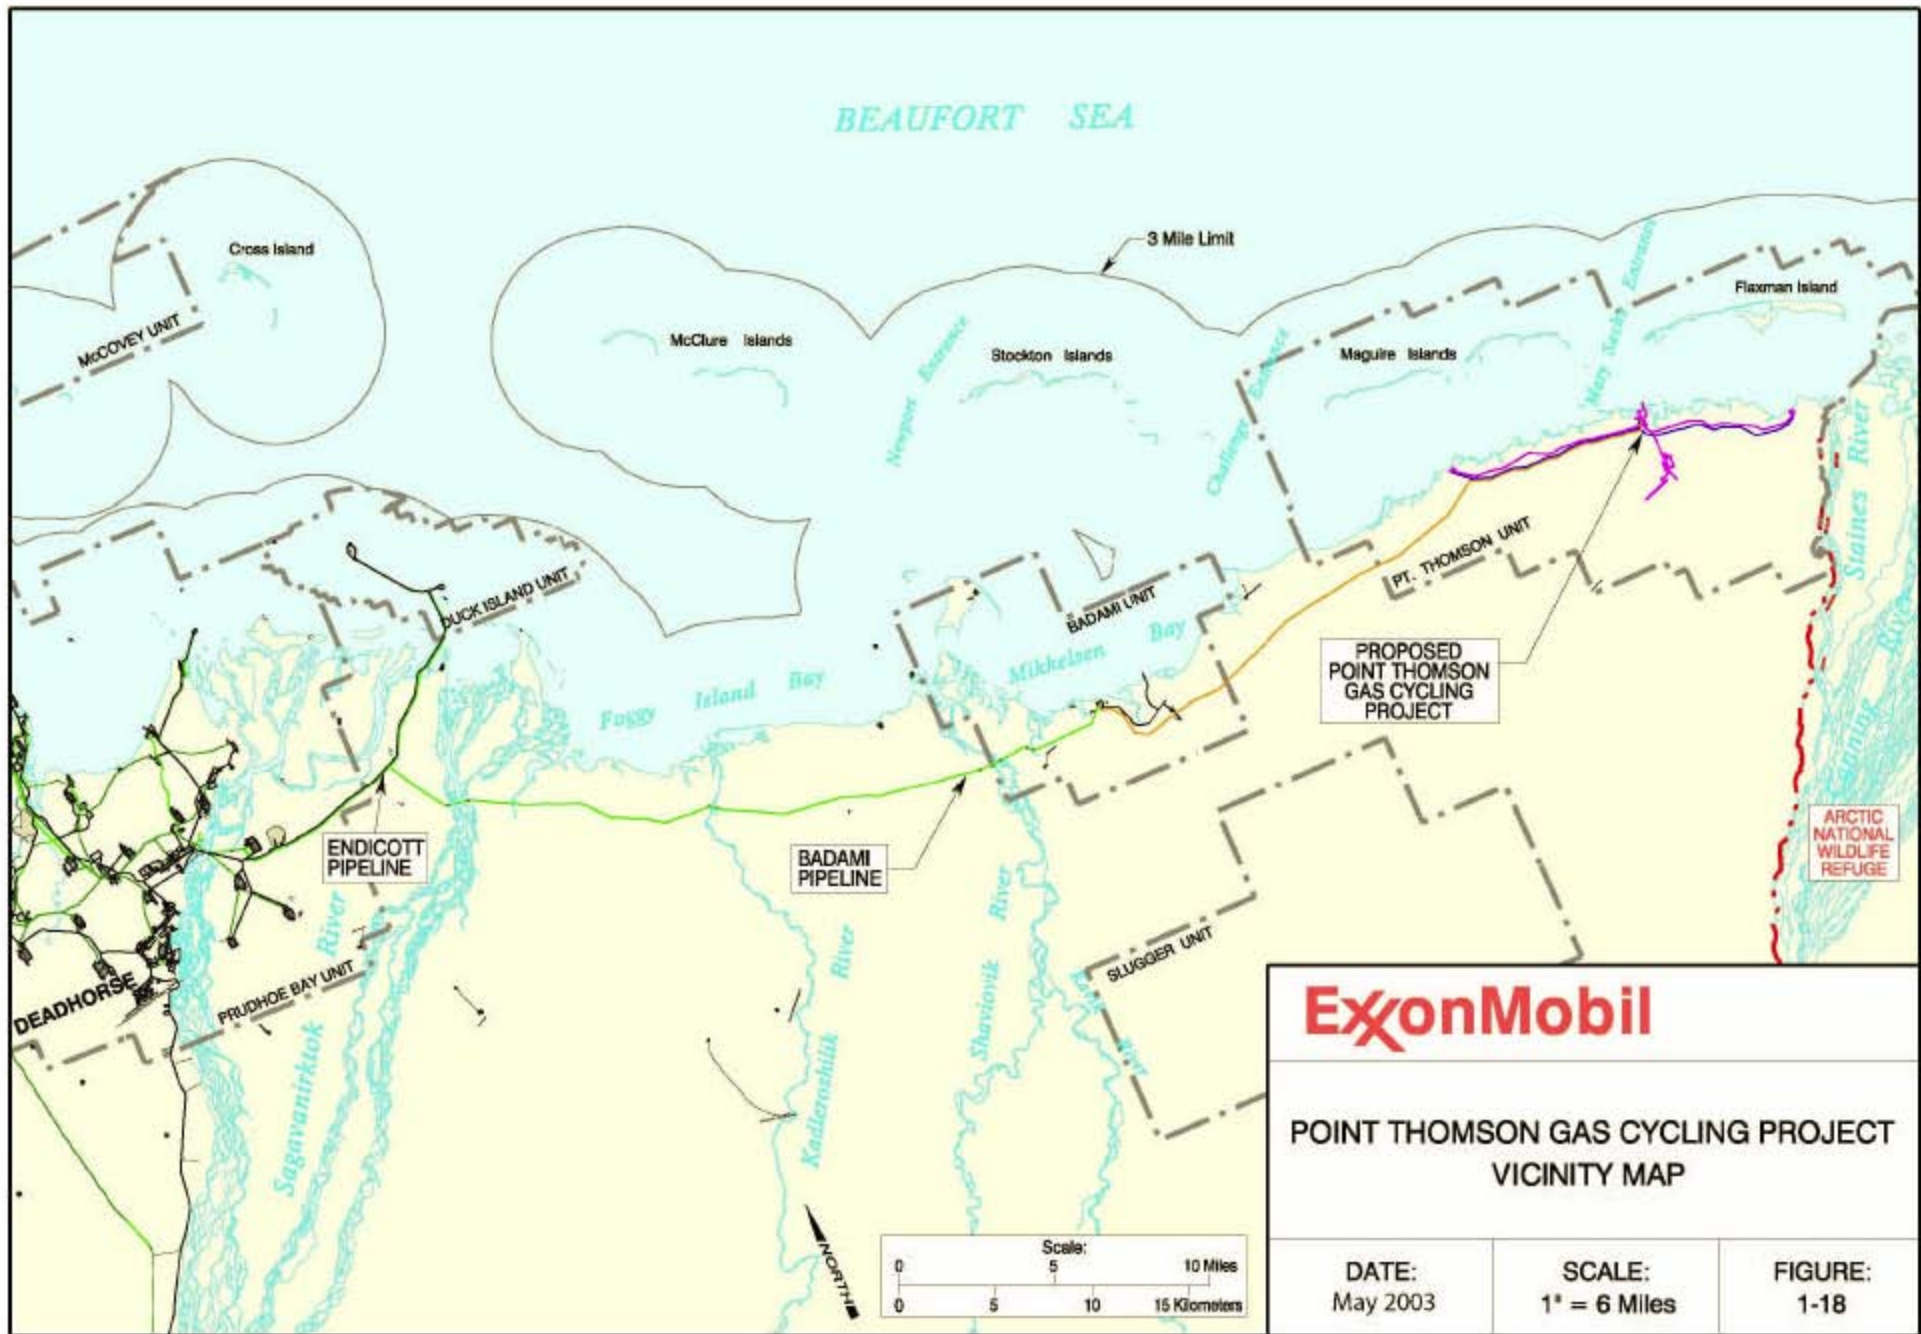 BEAUFORT SEA
3 Mile Limit
Cross Island
McCOVEY UNIT
McClure Islands
Newport Entrance
Stockton Islands
Challenge Entrance
Maguire Islands
Mary Sachs Entrance
Flaxman Island
Staines River
DUCK ISLAND UNIT
BADAMI UNIT
PT. THOMSON UNIT
Foggy Island Bay
Mikkelsen Bay
PROPOSED
POINT THOMSON
GAS CYCLING
PROJECT
Canning River
ARCTIC
NATIONAL
WILDLIFE
REFUGE
ENDICOTT
PIPELINE
BADAMI
PIPELINE
DEADHORSE
PRUDHOE BAY UNIT
Sagavanirktok River
Kadleroshilik River
Shaviovik River
SLUGGER UNIT
NORTH
Scale:
0 5 10 Miles
0 5 10 15 Kilometers
ExxonMobil
POINT THOMSON GAS CYCLING PROJECT
VICINITY MAP
DATE:
May 2003
SCALE:
1" = 6 Miles
FIGURE:
1-18